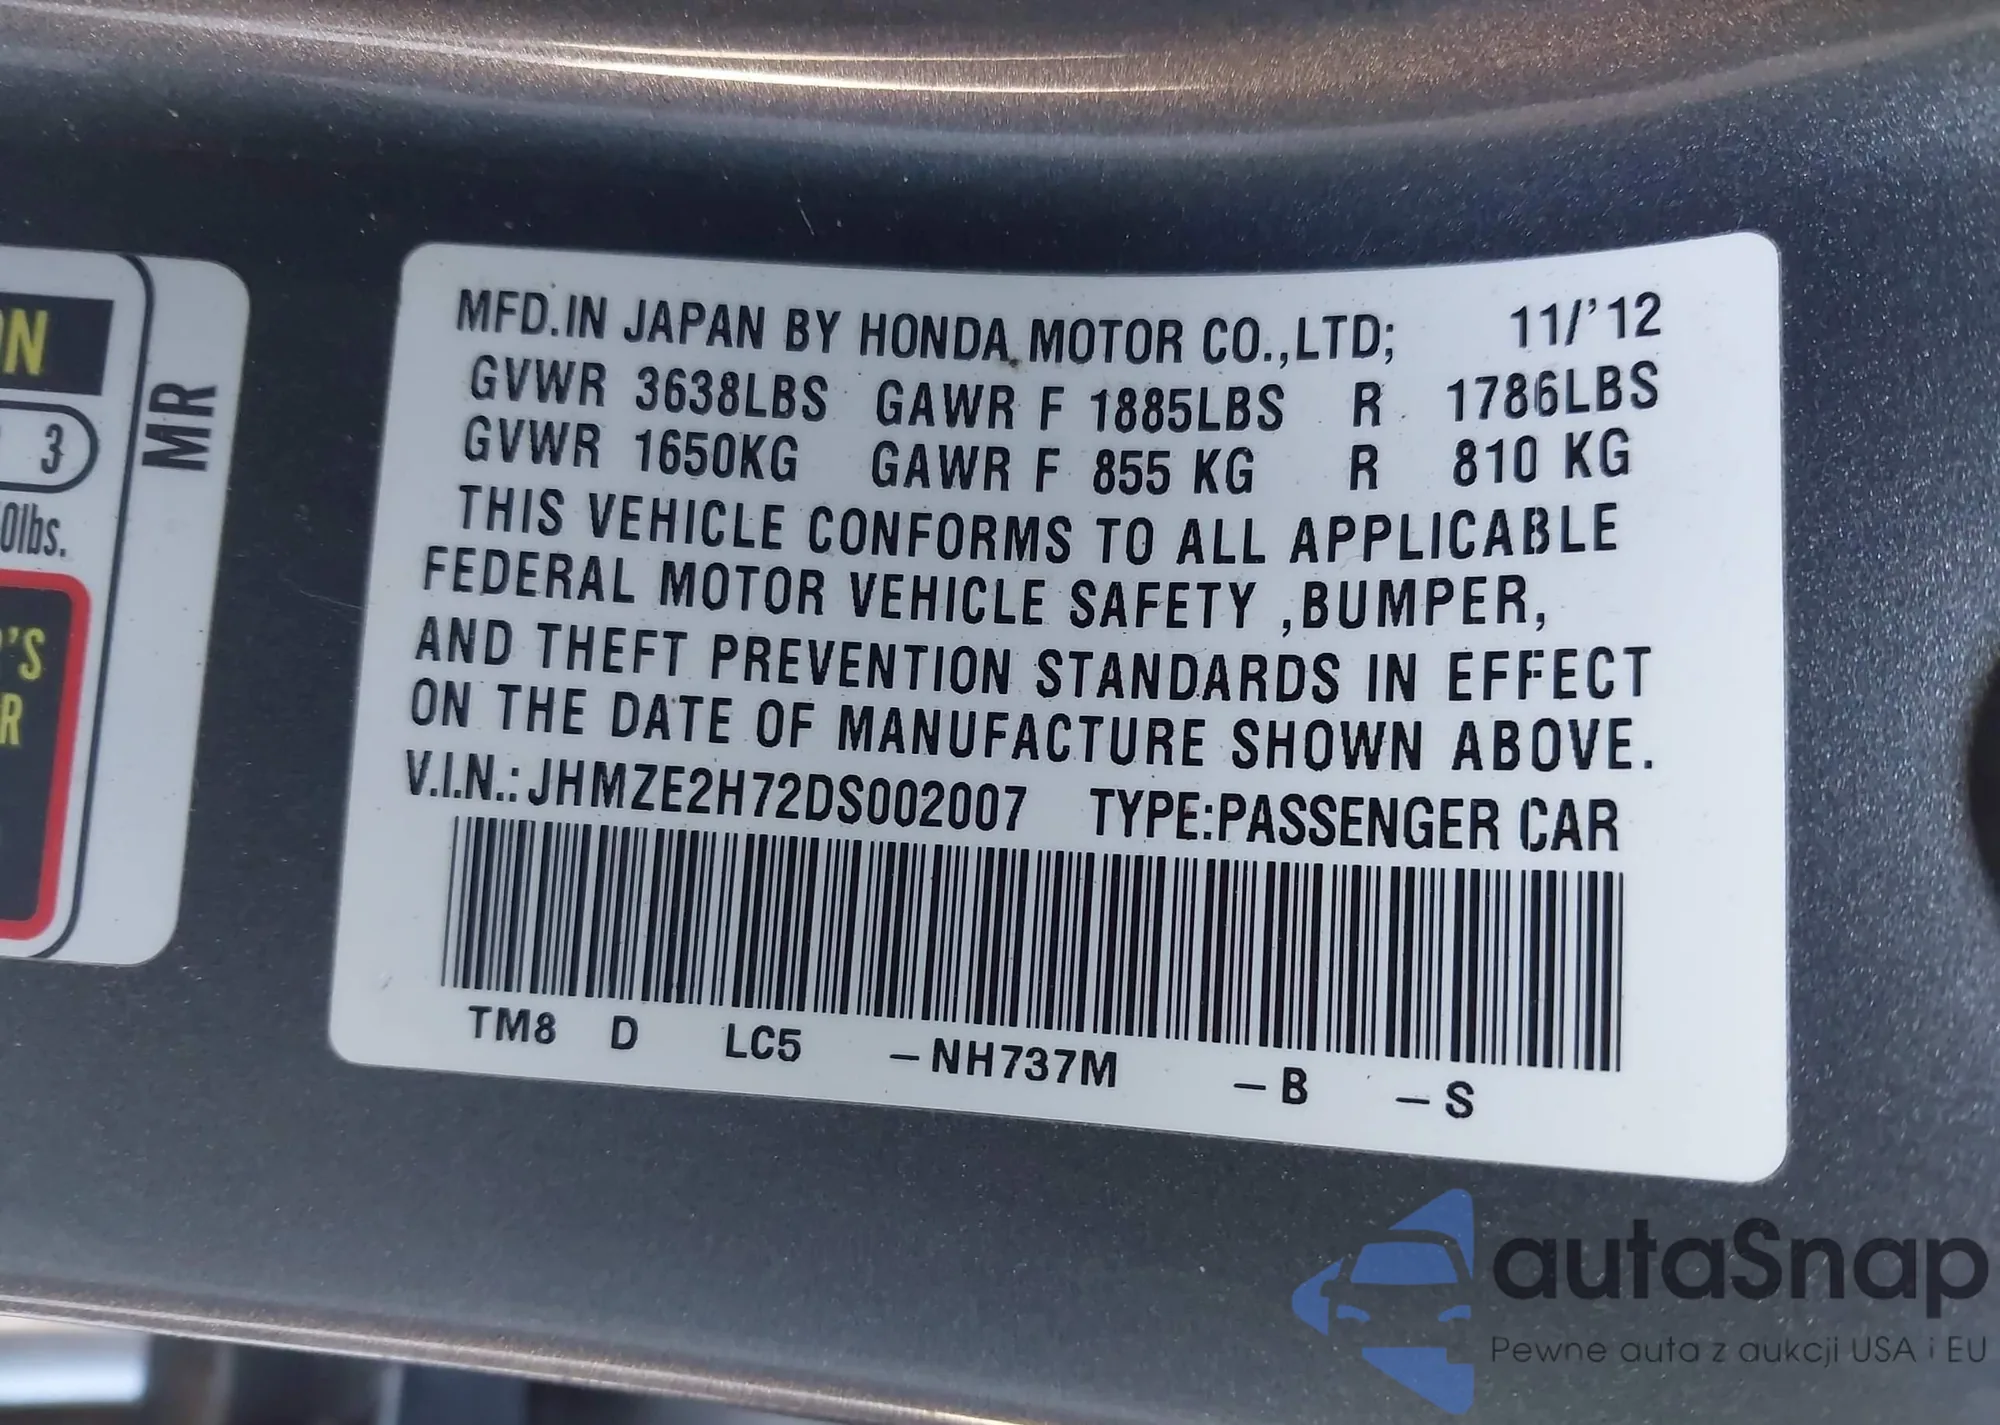 ON
3
0lbs.
'S
R
MR
MFD.IN JAPAN BY HONDA MOTOR CO.,LTD; 11/'12
GVWR 3638LBS GAWR F 1885LBS R 1786LBS
GVWR 1650KG GAWR F 855 KG R 810 KG
THIS VEHICLE CONFORMS TO ALL APPLICABLE
FEDERAL MOTOR VEHICLE SAFETY ,BUMPER,
AND THEFT PREVENTION STANDARDS IN EFFECT
ON THE DATE OF MANUFACTURE SHOWN ABOVE.
V.I.N.: JHMZE2H72DS002007 TYPE:PASSENGER CAR
TM8 D LC5 –NH737M –B –S
autaSnap
Pewne auta z aukcji USA i EU